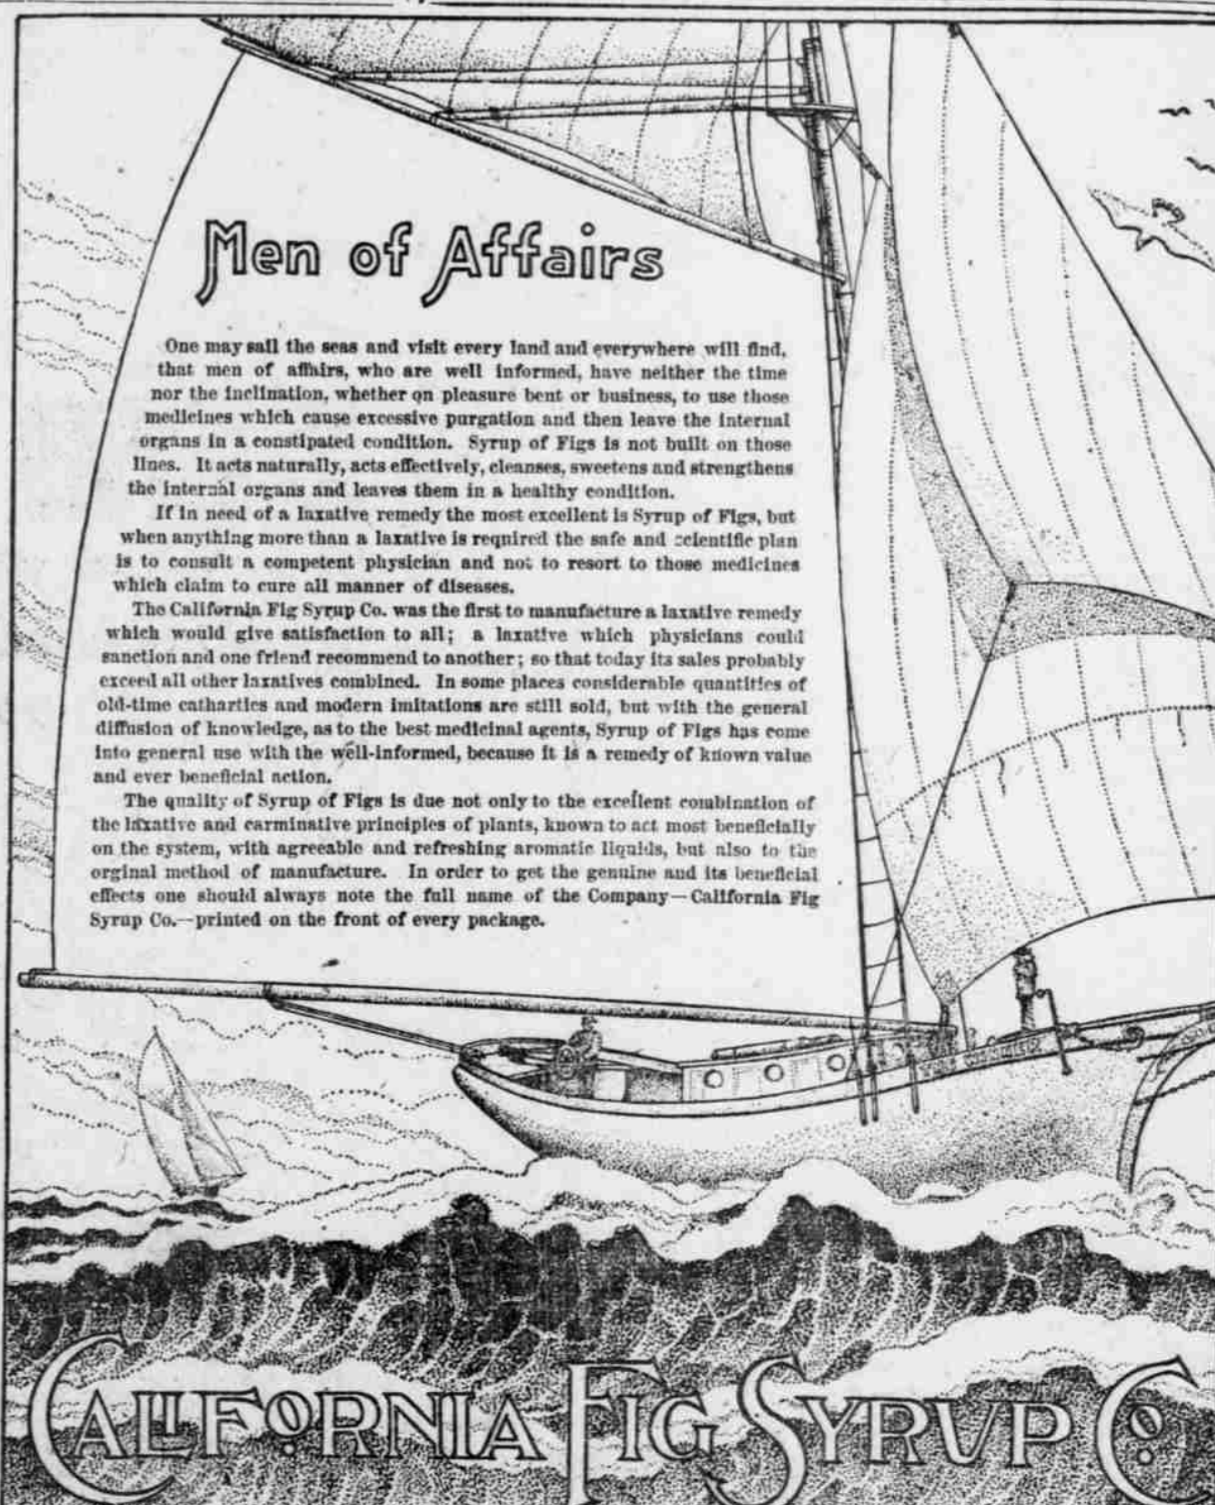 Men of Affairs
One may sail the seas and visit every land and everywhere will find,
that men of affairs, who are well informed, have neither the time
nor the inclination, whether on pleasure bent or business, to use those
medicines which cause excessive purgation and then leave the internal
organs in a constipated condition. Syrup of Figs is not built on those
lines. It acts naturally, acts effectively, cleanses, sweetens and strengthens
the internal organs and leaves them in a healthy condition.
If in need of a laxative remedy the most excellent is Syrup of Figs, but
when anything more than a laxative is required the safe and scientific plan
is to consult a competent physician and not to resort to those medicines
which claim to cure all manner of diseases.
The California Fig Syrup Co. was the first to manufacture a laxative remedy
which would give satisfaction to all; a laxative which physicians could
sanction and one friend recommend to another; so that today its sales probably
exceed all other laxatives combined. In some places considerable quantities of
old-time cathartics and modern imitations are still sold, but with the general
diffusion of knowledge, as to the best medicinal agents, Syrup of Figs has come
into general use with the well-informed, because it is a remedy of known value
and ever beneficial action.
The quality of Syrup of Figs is due not only to the excellent combination of
the laxative and carminative principles of plants, known to act most beneficially
on the system, with agreeable and refreshing aromatic liquids, but also to the
orginal method of manufacture. In order to get the genuine and its beneficial
effects one should always note the full name of the Company—California Fig
Syrup Co.—printed on the front of every package.
CALIFORNIA FIG SYRUP CO